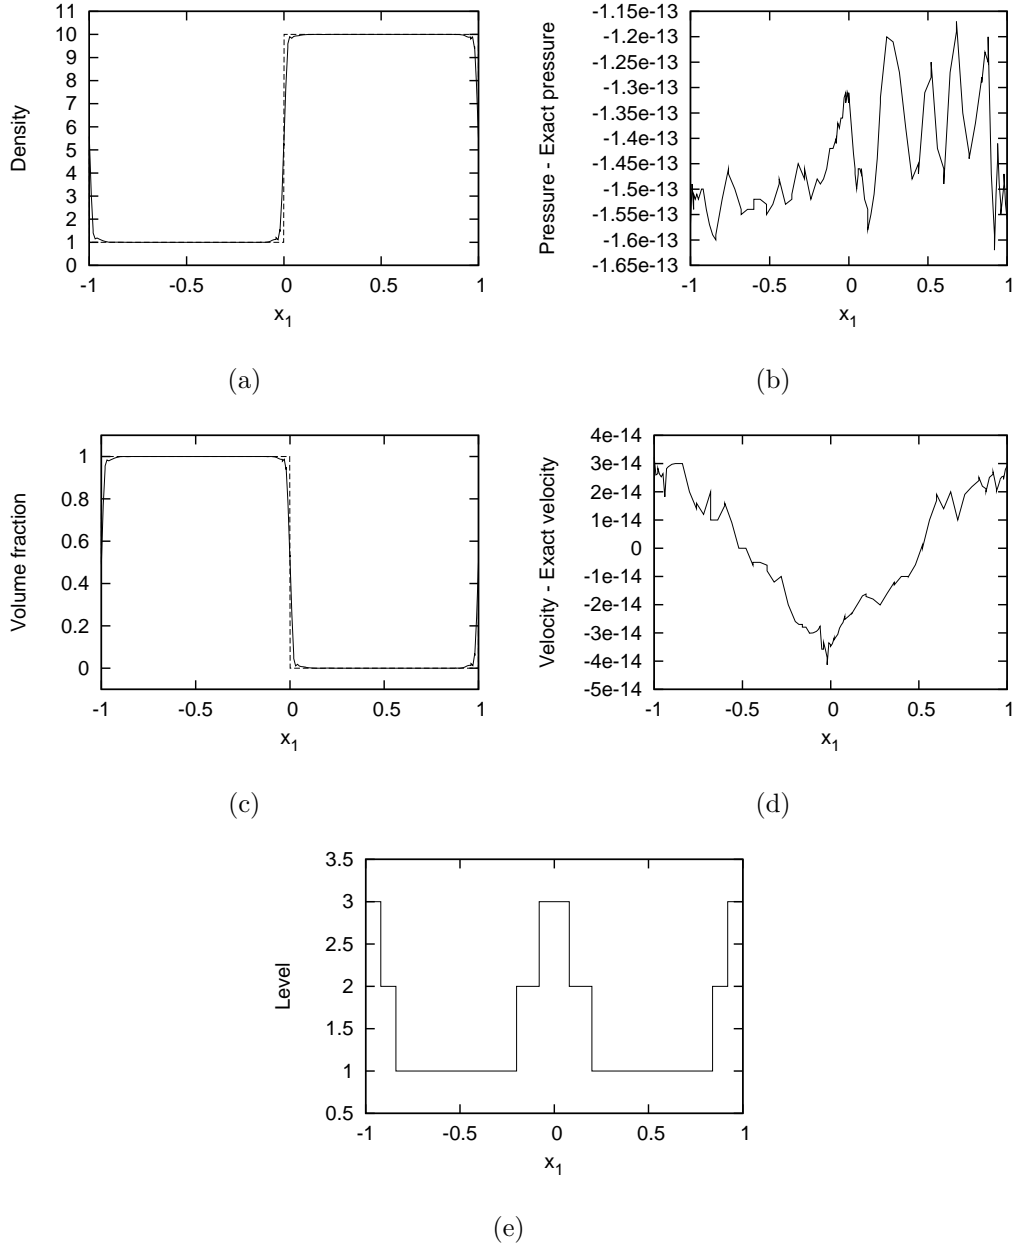 11
10
9
8
7
6
5
4
3
2
1
0
-1
-0.5
0
0.5
1
Density
x1
(a)
-1.15e-13
-1.2e-13
-1.25e-13
-1.3e-13
-1.35e-13
-1.4e-13
-1.45e-13
-1.5e-13
-1.55e-13
-1.6e-13
-1.65e-13
-1
-0.5
0
0.5
1
Pressure - Exact pressure
x1
(b)
1
0.8
0.6
0.4
0.2
0
-1
-0.5
0
0.5
1
Volume fraction
x1
(c)
4e-14
3e-14
2e-14
1e-14
0
-1e-14
-2e-14
-3e-14
-4e-14
-5e-14
-1
-0.5
0
0.5
1
Velocity - Exact velocity
x1
(d)
3.5
3
2.5
2
1.5
1
0.5
-1
-0.5
0
0.5
1
Level
x1
(e)